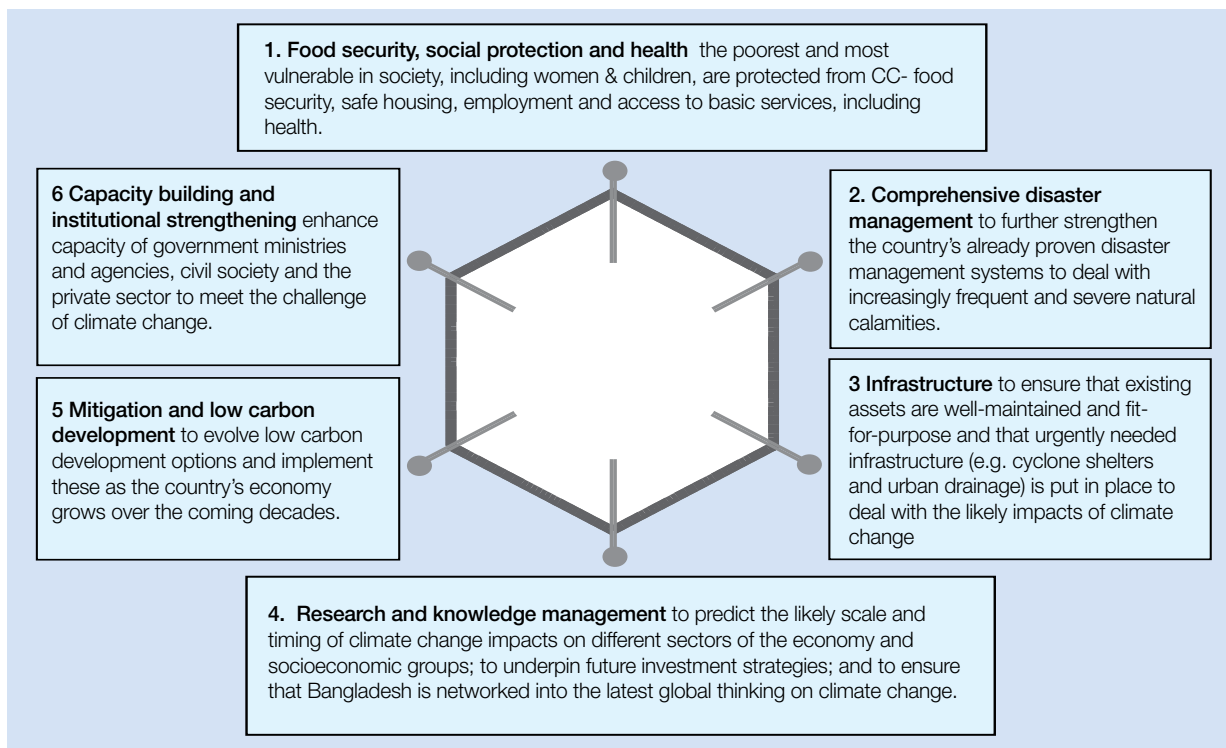 1. Food security, social protection and health the poorest and most
vulnerable in society, including women & children, are protected from CC- food
security, safe housing, employment and access to basic services, including
health.
2. Comprehensive disaster
management to further strengthen
the country's already proven disaster
management systems to deal with
increasingly frequent and severe natural
calamities.
3 Infrastructure to ensure that existing
assets are well-maintained and fit-
for-purpose and that urgently needed
infrastructure (e.g. cyclone shelters
and urban drainage) is put in place to
deal with the likely impacts of climate
change
4. Research and knowledge management to predict the likely scale and
timing of climate change impacts on different sectors of the economy and
socioeconomic groups; to underpin future investment strategies; and to ensure
that Bangladesh is networked into the latest global thinking on climate change.
5 Mitigation and low carbon
development to evolve low carbon
development options and implement
these as the country's economy
grows over the coming decades.
6 Capacity building and
institutional strengthening enhance
capacity of government ministries
and agencies, civil society and the
private sector to meet the challenge
of climate change.